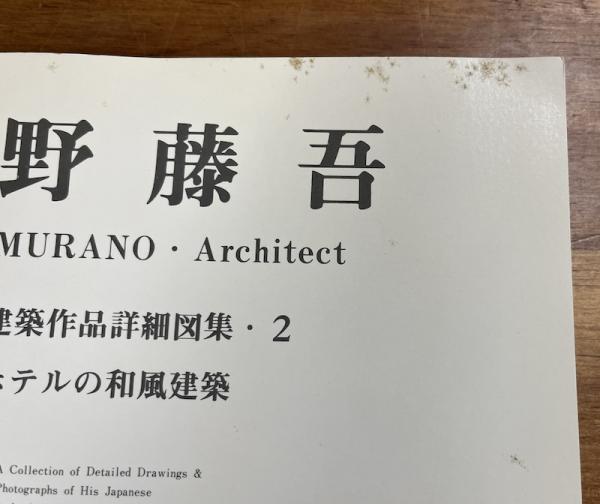 野藤吾
MURANO・Architect
建築作品詳細図集・2
ホテルの和風建築
A Collection of Detailed Drawings &
Photographs of His Japanese